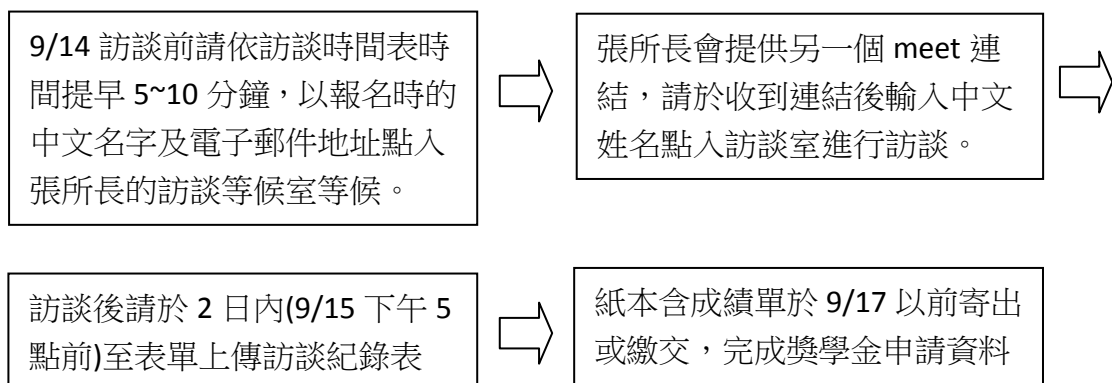 9/14 訪談前請依訪談時間表時
間提早 5~10 分鐘，以報名時的
中文名字及電子郵件地址點入
張所長的訪談等候室等候。
張所長會提供另一個 meet 連
結，請於收到連結後輸入中文
姓名點入訪談室進行訪談。
訪談後請於 2 日內(9/15 下午 5
點前)至表單上傳訪談紀錄表
紙本含成績單於 9/17 以前寄出
或繳交，完成獎學金申請資料